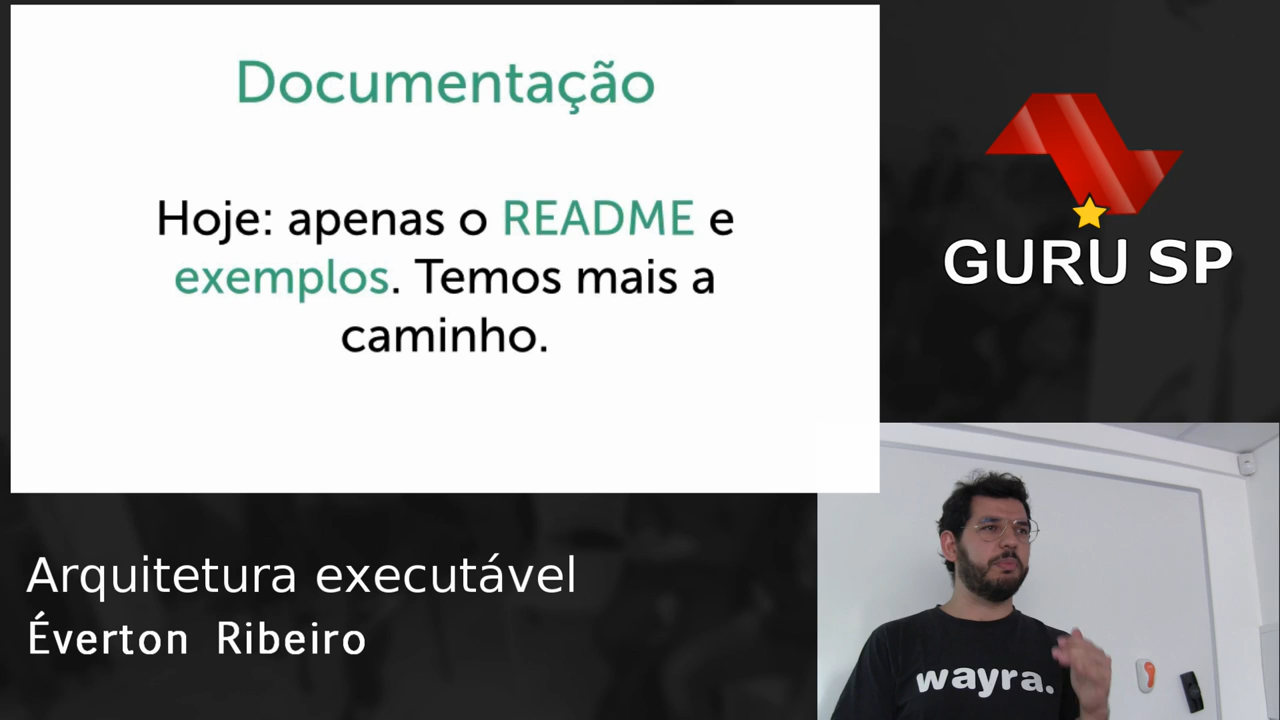 Documentação
Hoje: apenas o README e
exemplos. Temos mais a
caminho.
GURU SP
Arquitetura executável
Éverton Ribeiro
wayra.